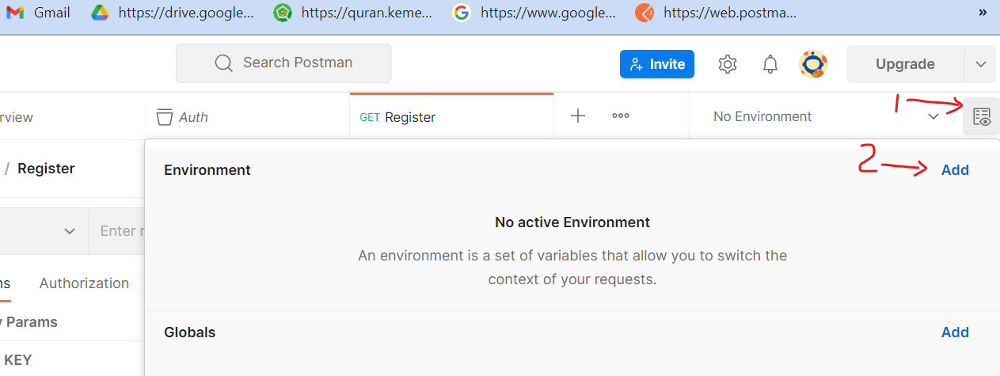 Gmail https://drive.google... https://quran.keme... https://www.google... https://web.postma... »
Search Postman Invite Upgrade
rview Auth GET Register No Environment
1
/ Register
Environment 2 Add
No active Environment
Enter r
An environment is a set of variables that allow you to switch the
context of your requests.
ns Authorization
y Params
Globals Add
KEY